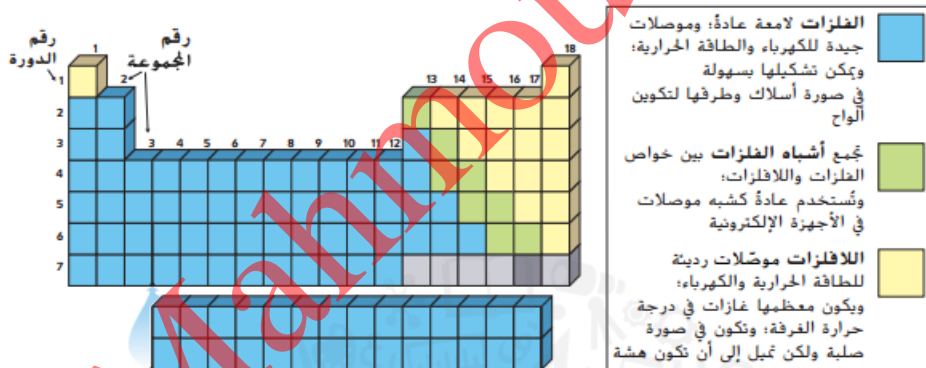 الفلزات لامعة عادةً؛ وموصلات
جيدة للكهرباء والطاقة الحرارية؛
ويمكن تشكيلها بسهولة
في صورة أسلاك وطرقها لتكوين
ألواح
تجمع أشباه الفلزات بين خواص
الفلزات واللافلزات؛
وتُستخدم عادةً كشبه موصلات
في الأجهزة الإلكترونية
اللافلزات موصّلات رديئة
للطاقة الحرارية والكهرباء؛
ويكون معظمها غازات في درجة
حرارة الغرفة؛ وتكون في صورة
صلبة ولكن تميل إلى أن تكون هشة
رقم
الدورة
رقم
المجموعة
1
18
2
13 14 15 16 17
3 4 5 6 7 8 9 10 11 12
1
2
3
4
5
6
7
Mahmou